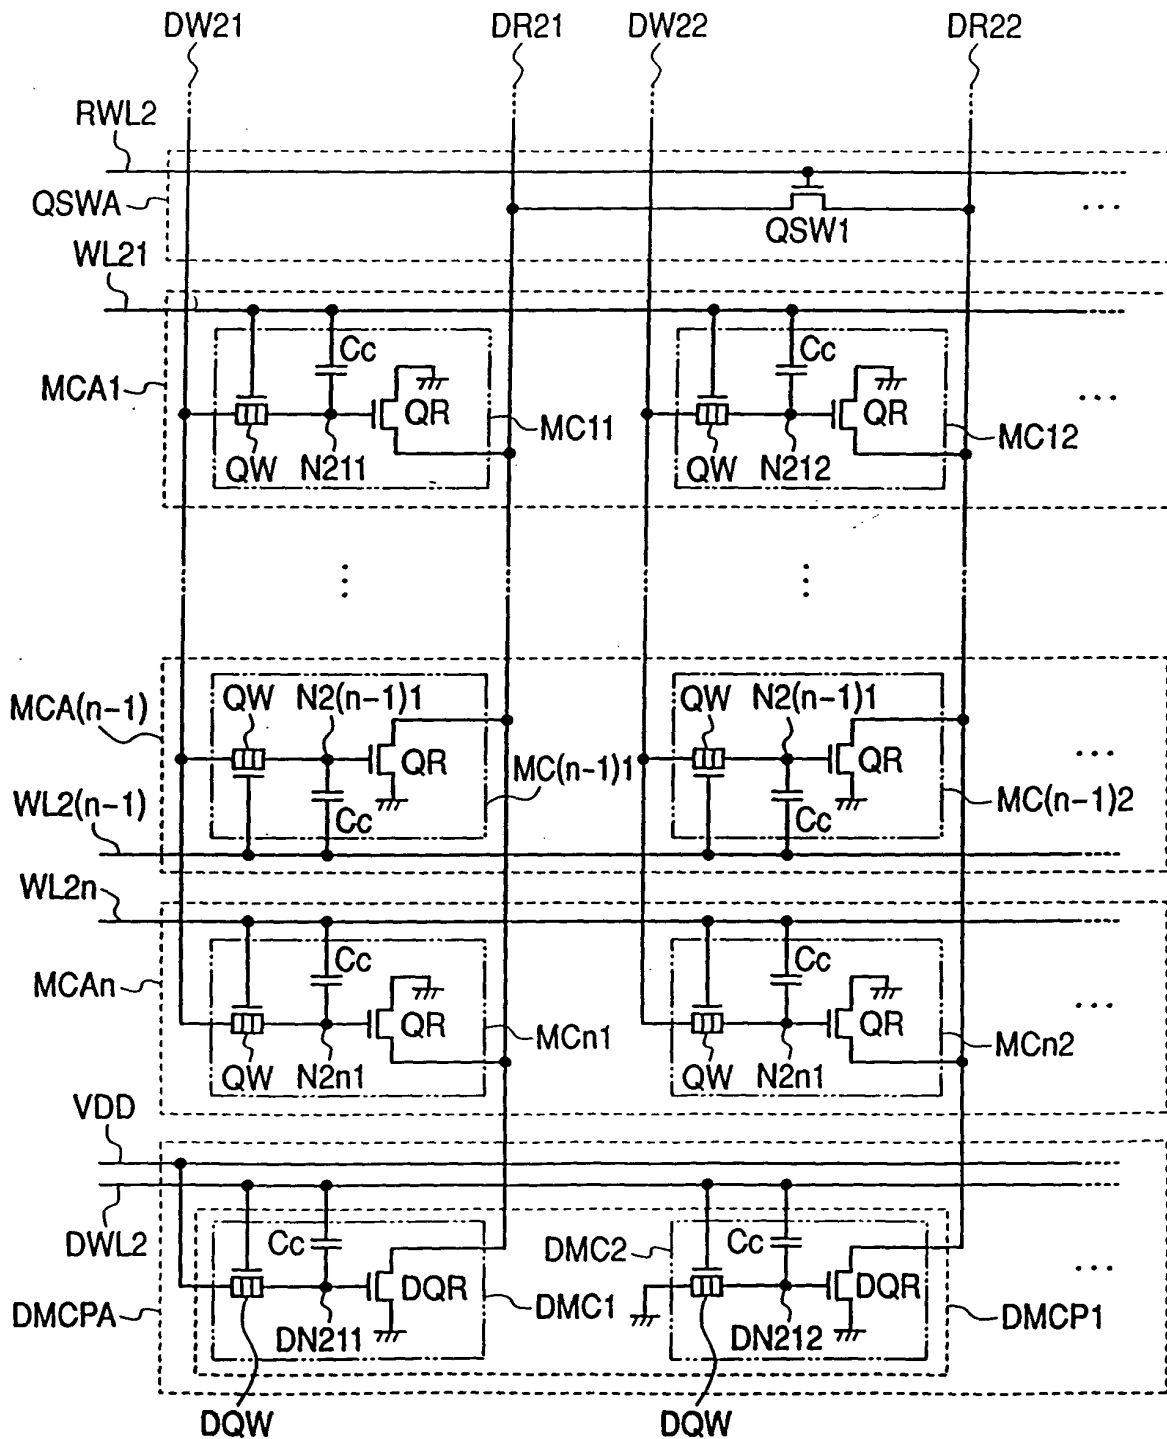 DW21 DR21 DW22 DR22
RWL2
QSWA
QSW1
WL21
Cc Cc
MCA1 QR MC11 QR MC12
QW N211 QW N212
MCA(n-1) QW N2(n-1)1 QW N2(n-1)1
QR MC(n-1)1 QR
WL2(n-1) Cc Cc MC(n-1)2
WL2n
MCAn Cc Cc
QR MCn1 QR MCn2
QW N2n1 QW N2n1
VDD
DWL2 Cc DMC2 Cc
DMCPA DQR DMC1 DQR DMCP1
DN211 DN212
DQW DQW